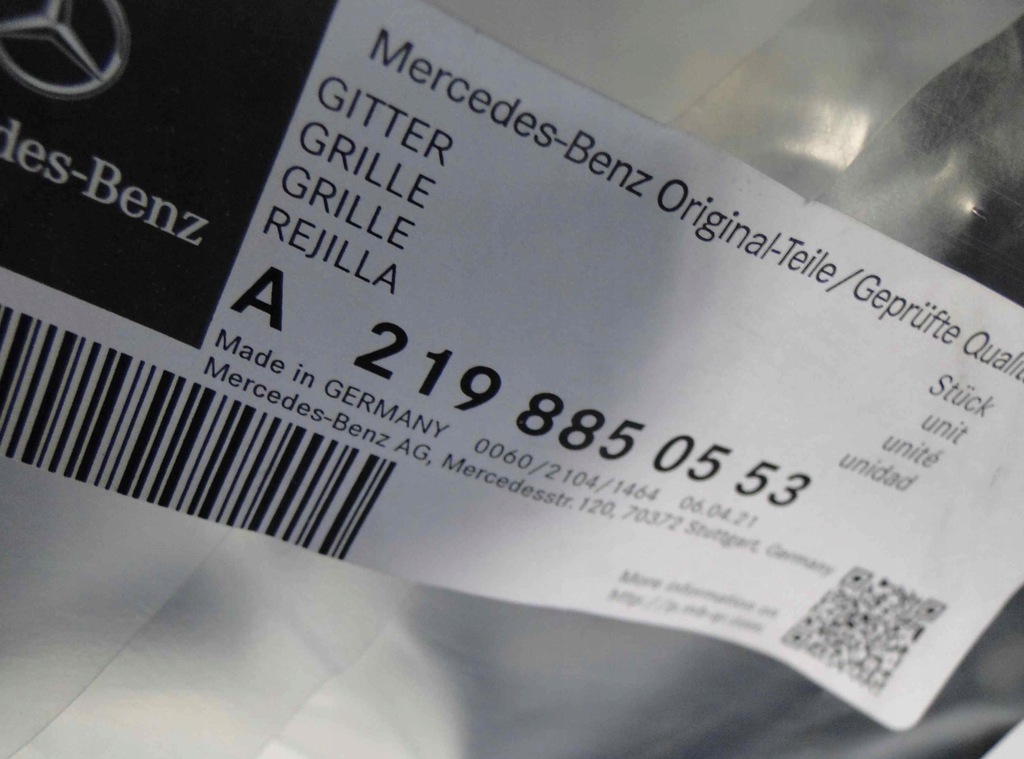 des-Benz
Mercedes-Benz Original-Teile/Geprüfte Qualit
GITTER
GRILLE
GRILLE
REJILLA
A 219 885 05 53
Stück
unit
unité
unidad
Made in GERMANY 0060/2104/1464 06.04.21
Mercedes-Benz AG, Mercedesstr.120, 70372 Stuttgart, Germany
More information on